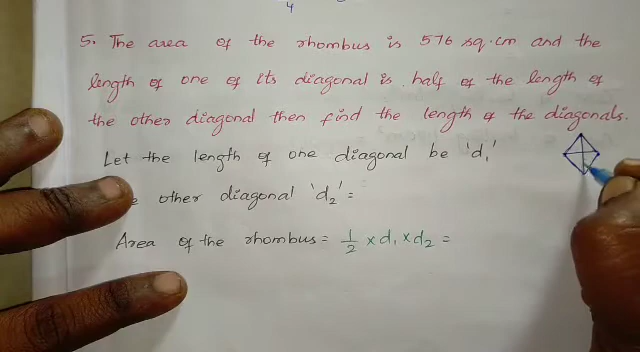 4
5. The area of the rhombus is 576 sq.cm and the
length of one of its diagonal is half of the length of
the other diagonal then find the length of the diagonals.
Let the length of one diagonal be 'd₁'
other diagonal 'd₂' =
Area of the rhombus = 1/2 × d₁ × d₂ =